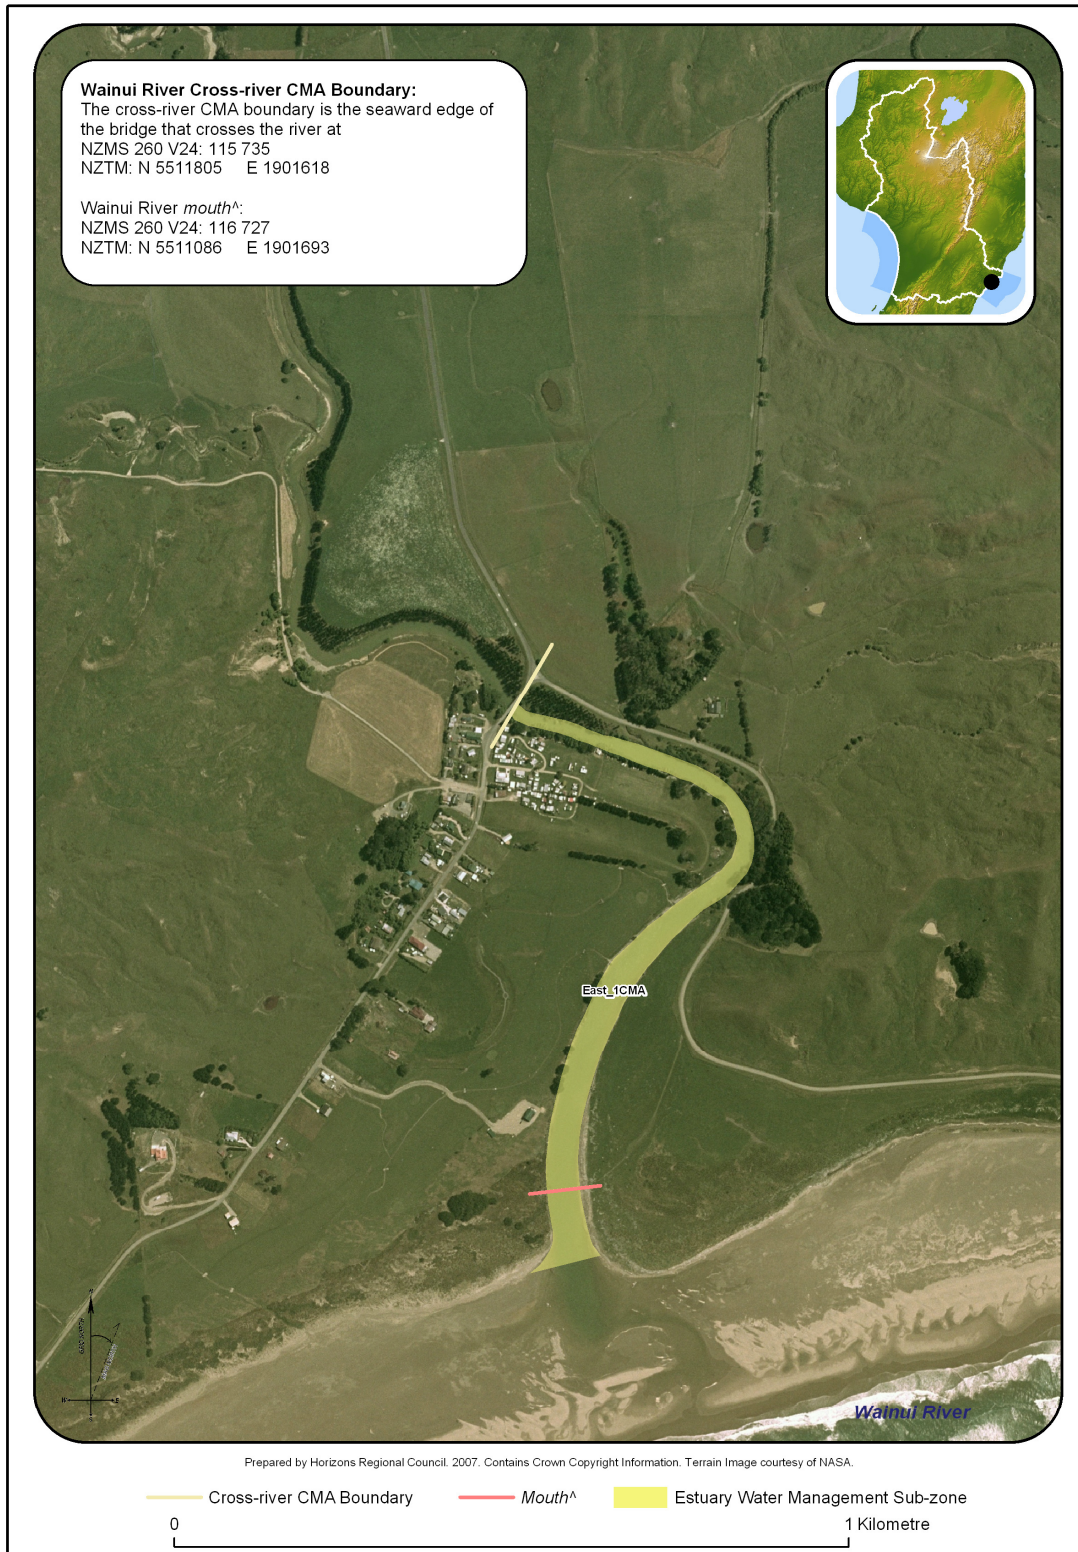 Wainui River Cross-river CMA Boundary:
The cross-river CMA boundary is the seaward edge of
the bridge that crosses the river at
NZMS 260 V24: 115 735
NZTM: N 5511805 E 1901618
Wainui River mouth^:
NZMS 260 V24: 116 727
NZTM: N 5511086 E 1901693
East_1CMA
Wainui River
Prepared by Horizons Regional Council. 2007. Contains Crown Copyright Information. Terrain Image courtesy of NASA.
Cross-river CMA Boundary
Mouth^
Estuary Water Management Sub-zone
0
1 Kilometre